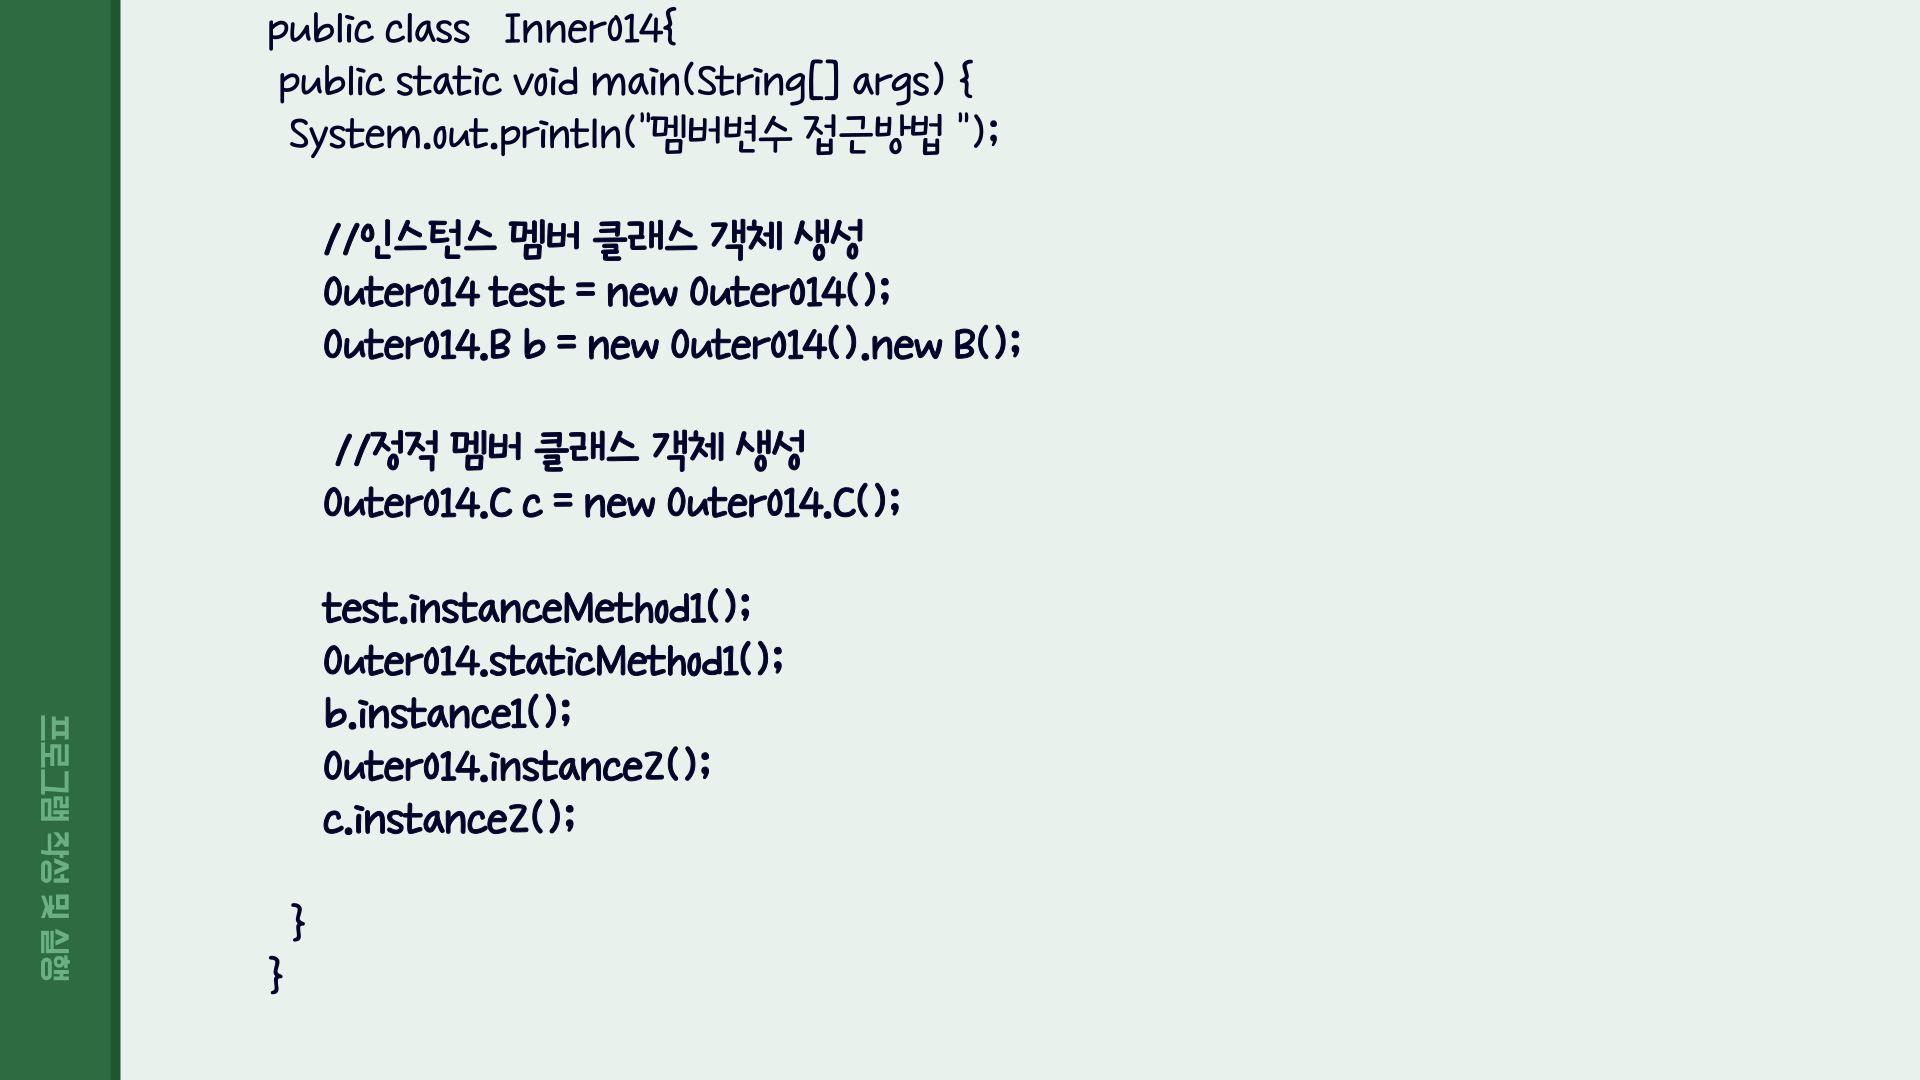 public class   Inner014{
public static void main(String[] args) {
System.out.println("멤버변수 접근방법 ");
//인스턴스 멤버 클래스 객체 생성
Outer014 test = new Outer014();
Outer014.B b = new Outer014().new B();
//정적 멤버 클래스 객체 생성
Outer014.C c = new Outer014.C();
test.instanceMethod1();
Outer014.staticMethod1();
b.instance1();
Outer014.instance2();
c.instance2();
}
}
프로그램 작성 및 실행